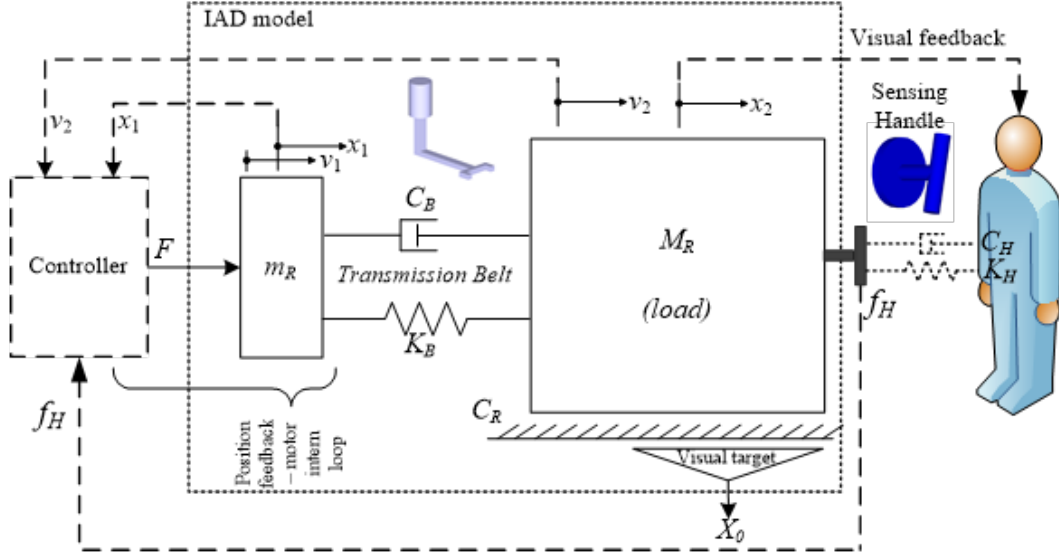 IAD model
Visual feedback
v2
x1
v2
x2
Sensing
Handle
x1
v1
CB
Controller
F
mR
Transmission Belt
MR
(load)
CH
KH
KB
fH
fH
CR
Position
feedback
– motor
intern
loop
Visual target
X0